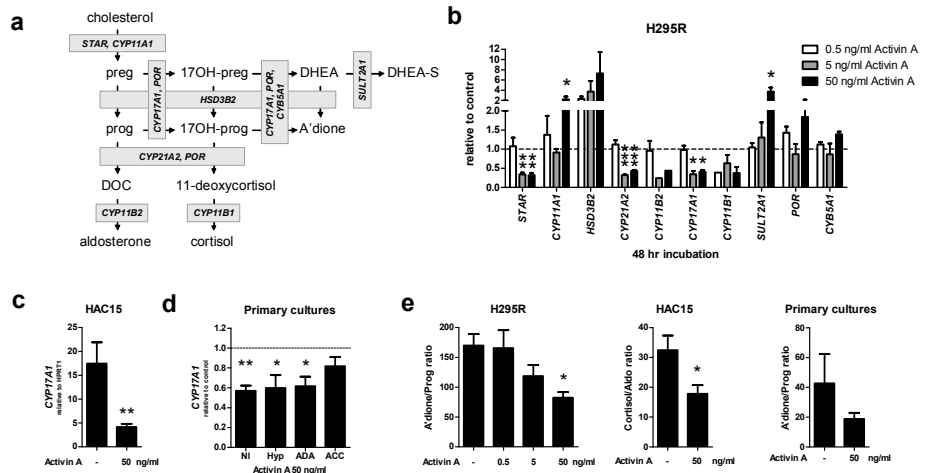 a
cholesterol
STAR, CYP11A1
preg
17OH-preg
DHEA
DHEA-S
CYP17A1, POR
CYP17A1, POR,
CYB5A1
SULT2A1
HSD3B2
prog
17OH-prog
A'dione
CYP21A2, POR
DOC
11-deoxycortisol
CYP11B2
CYP11B1
aldosterone
cortisol
b
H295R
0.5 ng/ml Activin A
5 ng/ml Activin A
50 ng/ml Activin A
relative to control
12
10
8
6
4
2
1.5
1.0
0.5
0.0
* *
** ** *** *** * *
STAR
CYP11A1
HSD3B2
CYP21A2
CYP11B2
CYP17A1
CYP11B1
SULT2A1
POR
CYB5A1
48 hr incubation
c
HAC15
CYP17A1
relative to HPRT1
25
20
15
10
5
0
**
Activin A - 50 ng/ml
d
Primary cultures
CYP17A1
relative to control
1.2
1.0
0.8
0.6
0.4
0.2
0.0
** * *
Nl Hyp ADA ACC
Activin A 50 ng/ml
e
H295R
A'dione/Prog ratio
200
150
100
50
0
*
Activin A - 0.5 5 50 ng/ml
HAC15
Cortisol/Aldo ratio
40
30
20
10
0
*
Activin A - 50 ng/ml
Primary cultures
A'dione/Prog ratio
80
60
40
20
0
Activin A - 50 ng/ml